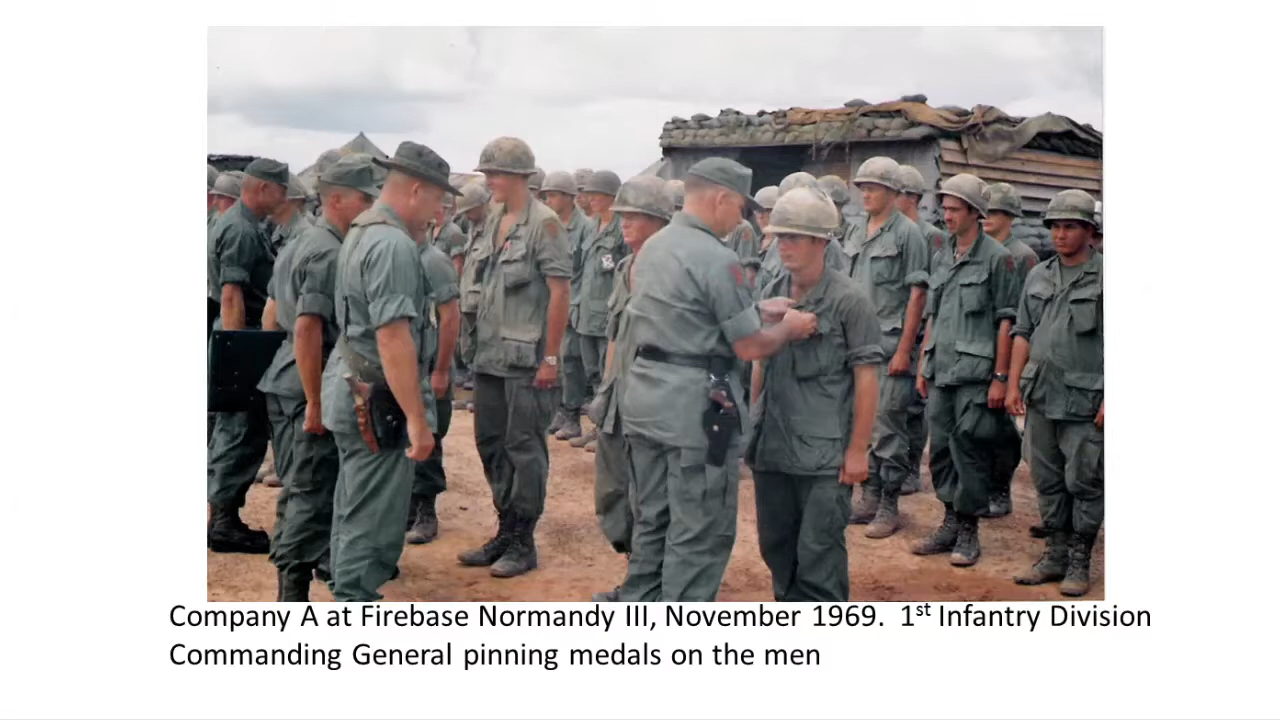 Company A at Firebase Normandy III, November 1969. 1st Infantry Division
Commanding General pinning medals on the men